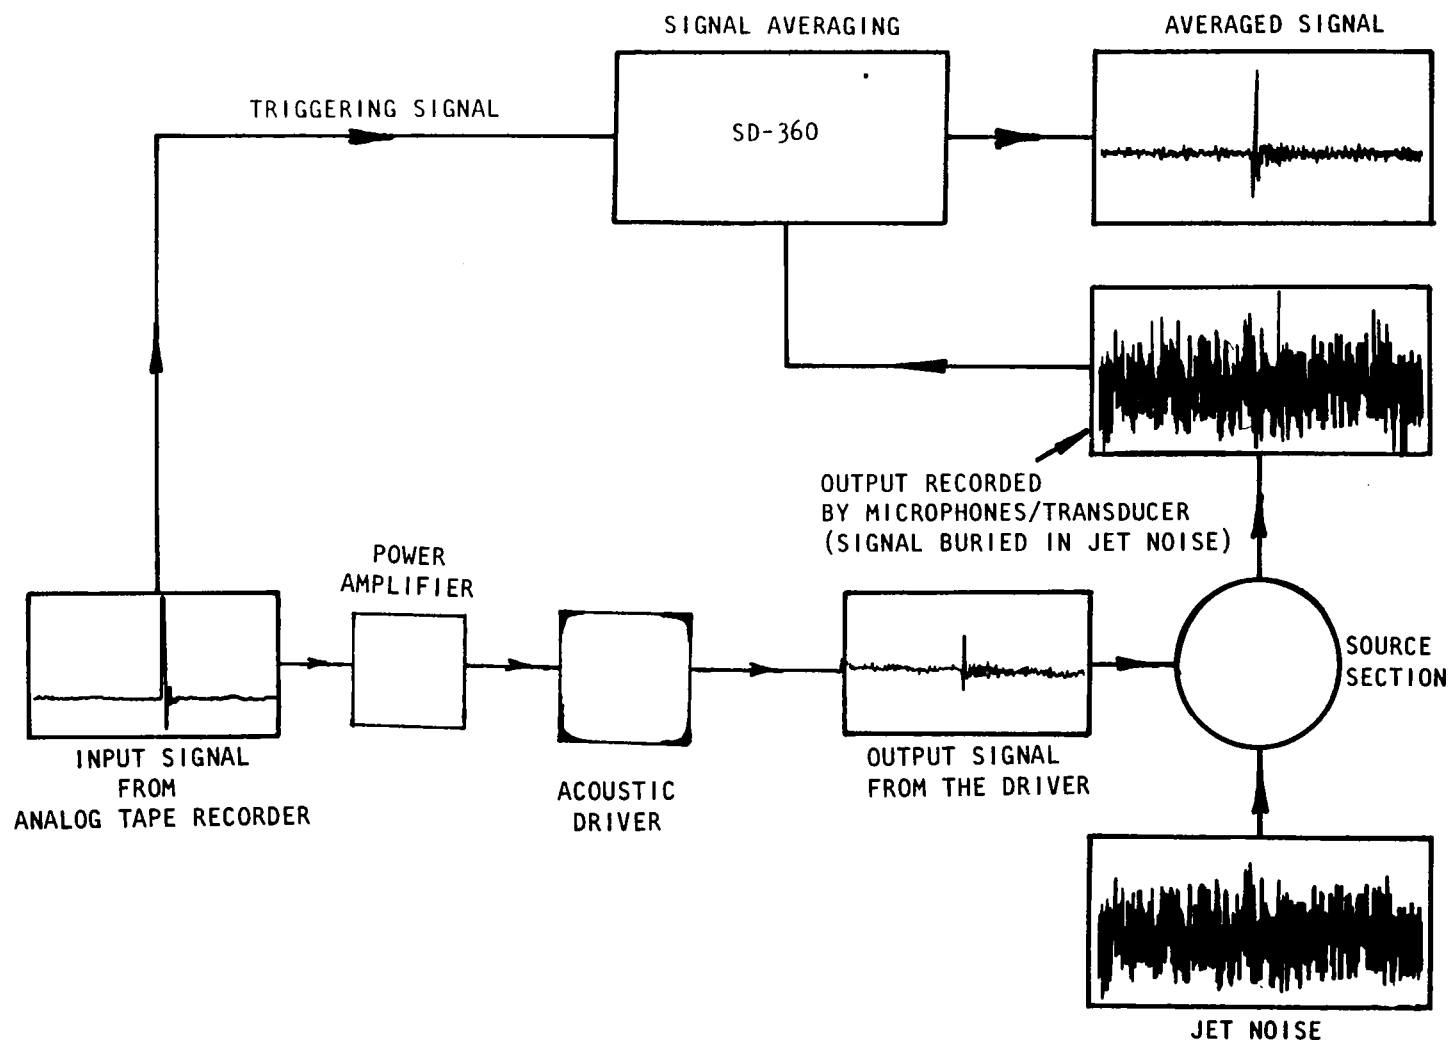 SIGNAL AVERAGING
AVERAGED SIGNAL
TRIGGERING SIGNAL
SD-360
OUTPUT RECORDED
BY MICROPHONES/TRANSDUCER
(SIGNAL BURIED IN JET NOISE)
POWER
AMPLIFIER
SOURCE
SECTION
INPUT SIGNAL
FROM
ANALOG TAPE RECORDER
ACOUSTIC
DRIVER
OUTPUT SIGNAL
FROM THE DRIVER
JET NOISE